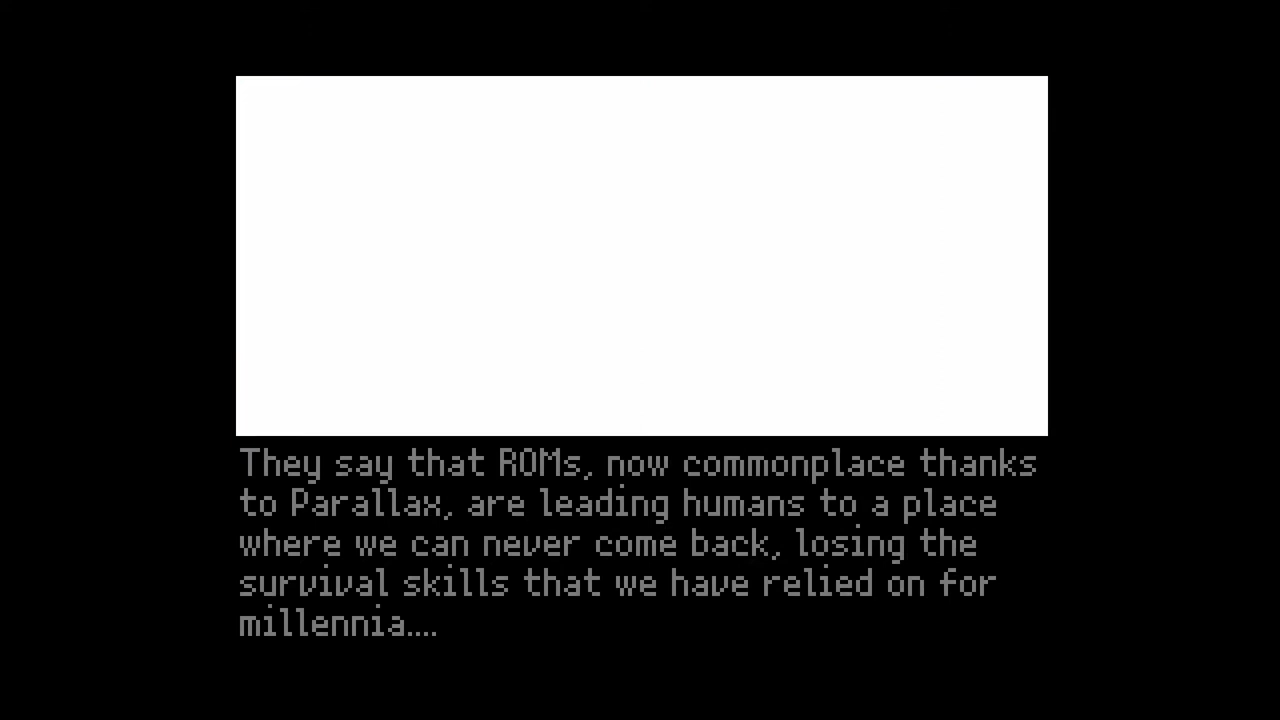 They say that ROMs, now commonplace thanks
to Parallax, are leading humans to a place
where we can never come back, losing the
survival skills that we have relied on for
millennia....